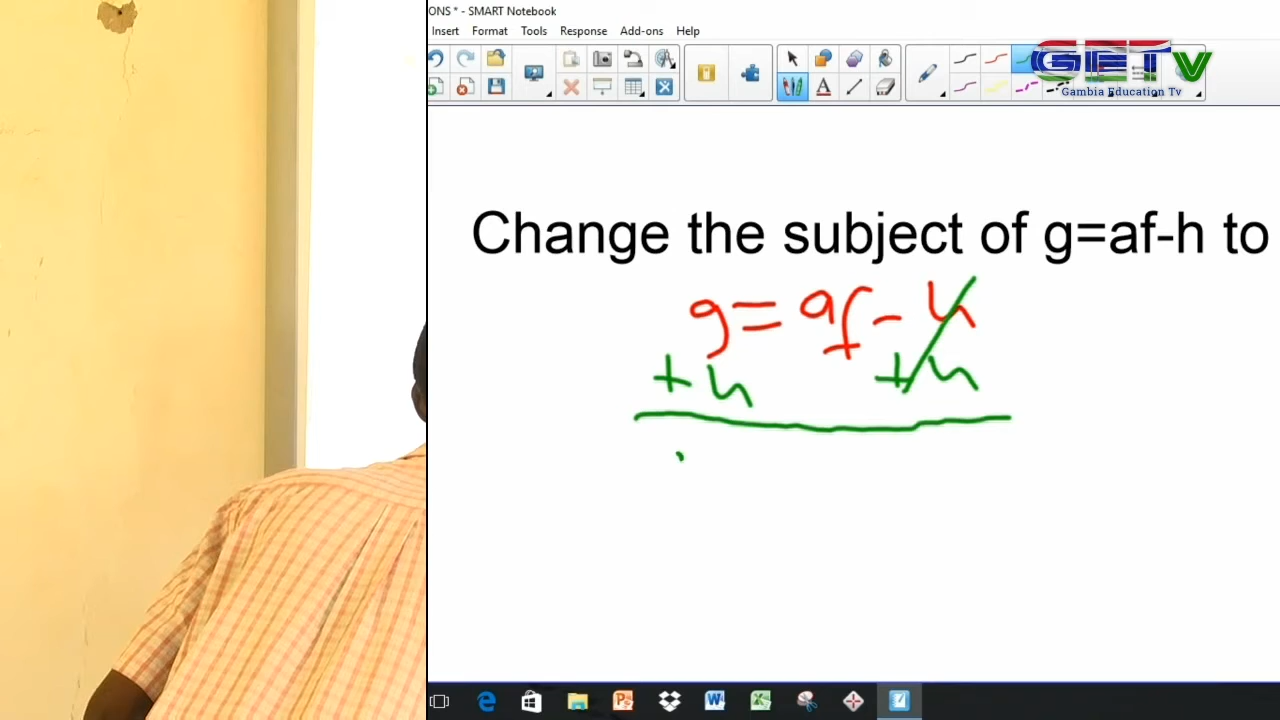 ONS * - SMART Notebook
Insert Format Tools Response Add-ons Help
GETV
Gambia Education Tv
Change the subject of g=af-h to
g = af - h
+ h + h